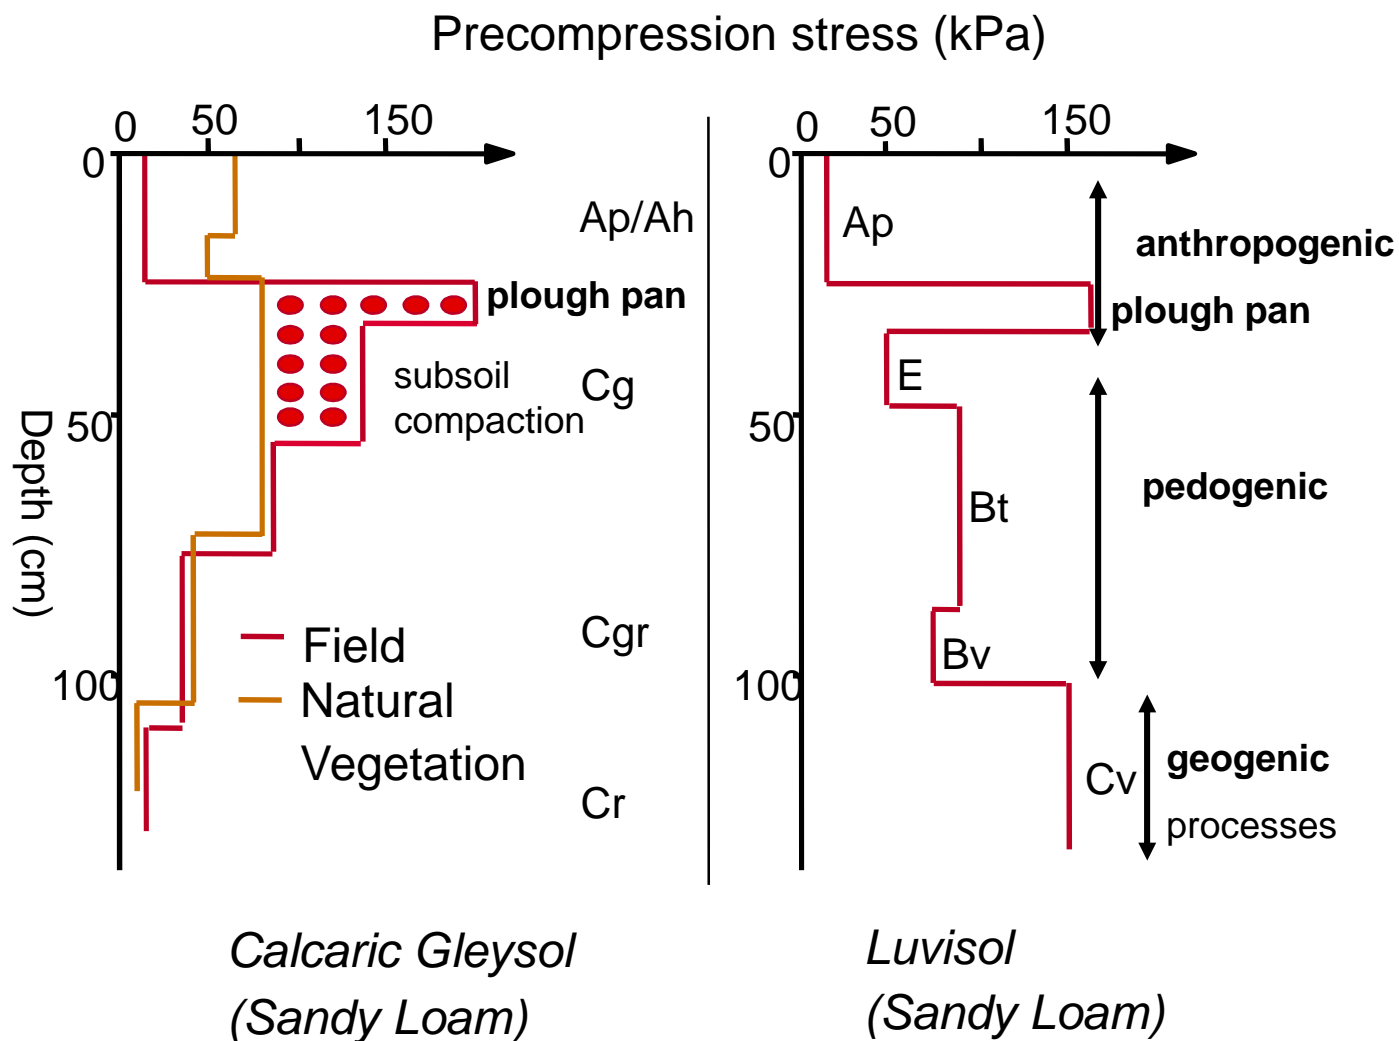 Precompression stress (kPa)
0 50 150
0
Ap/Ah
plough pan
subsoil
compaction
Cg
50
Depth (cm)
Cgr
100
Field
Natural
Vegetation
Cr
Calcaric Gleysol
(Sandy Loam)
0 50 150
0
Ap
anthropogenic
plough pan
E
50
Bt
pedogenic
Bv
100
Cv
geogenic
processes
Luvisol
(Sandy Loam)